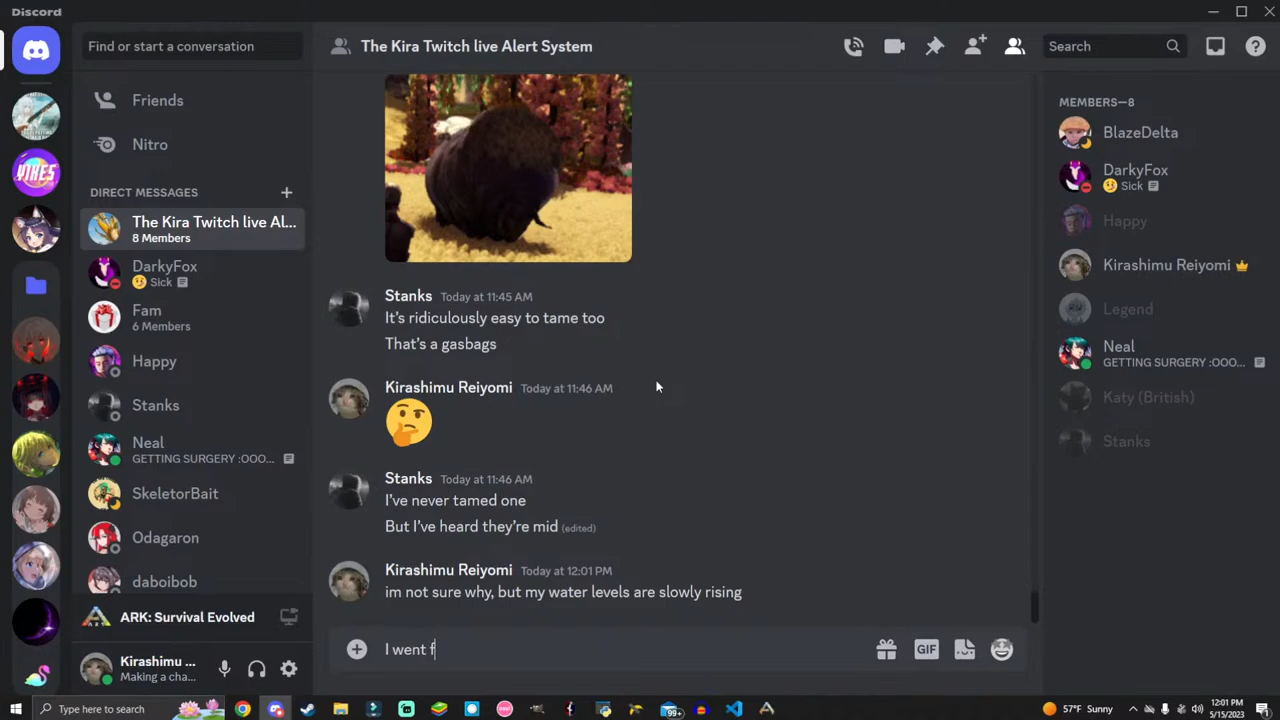 Discord
Find or start a conversation
Friends
Nitro
DIRECT MESSAGES
The Kira Twitch live Al...
8 Members
DarkyFox
Sick
Fam
6 Members
Happy
Stanks
Neal
GETTING SURGERY :OOO...
SkeletorBait
Odagaron
daboibob
ARK: Survival Evolved
Kirashimu ...
Making a cha...
The Kira Twitch live Alert System
Search
Stanks Today at 11:45 AM
It's ridiculously easy to tame too
That's a gasbags
Kirashimu Reiyomi Today at 11:46 AM
Stanks Today at 11:46 AM
I've never tamed one
But I've heard they're mid (edited)
Kirashimu Reiyomi Today at 12:01 PM
im not sure why, but my water levels are slowly rising
I went f
GIF
MEMBERS—8
BlazeDelta
DarkyFox
Sick
Happy
Kirashimu Reiyomi
Legend
Neal
GETTING SURGERY :OOO...
Katy (British)
Stanks
YIKES
Type here to search
99+
57°F Sunny
12:01 PM
5/15/2023